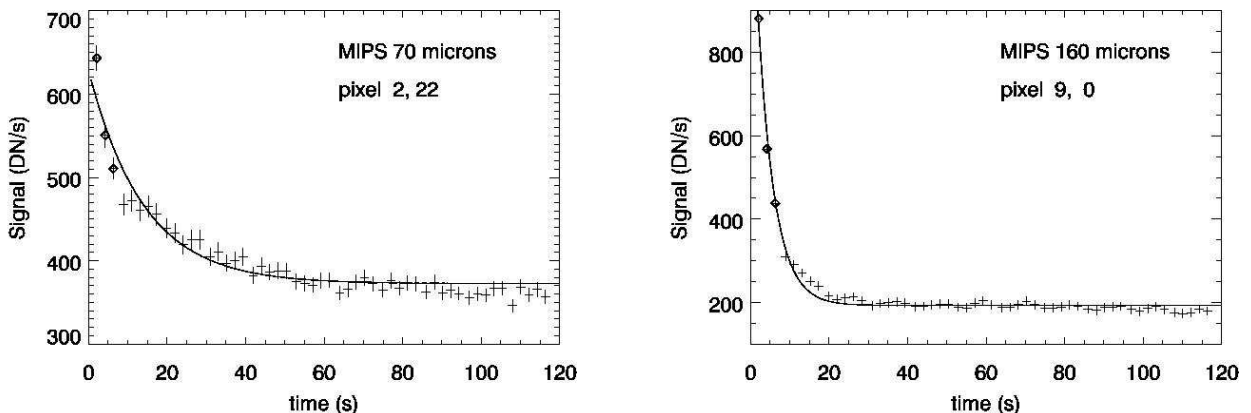 700
600
500
400
300
Signal (DN/s)
MIPS 70 microns
pixel 2, 22
0 20 40 60 80 100 120
time (s)
800
600
400
200
Signal (DN/s)
MIPS 160 microns
pixel 9, 0
0 20 40 60 80 100 120
time (s)